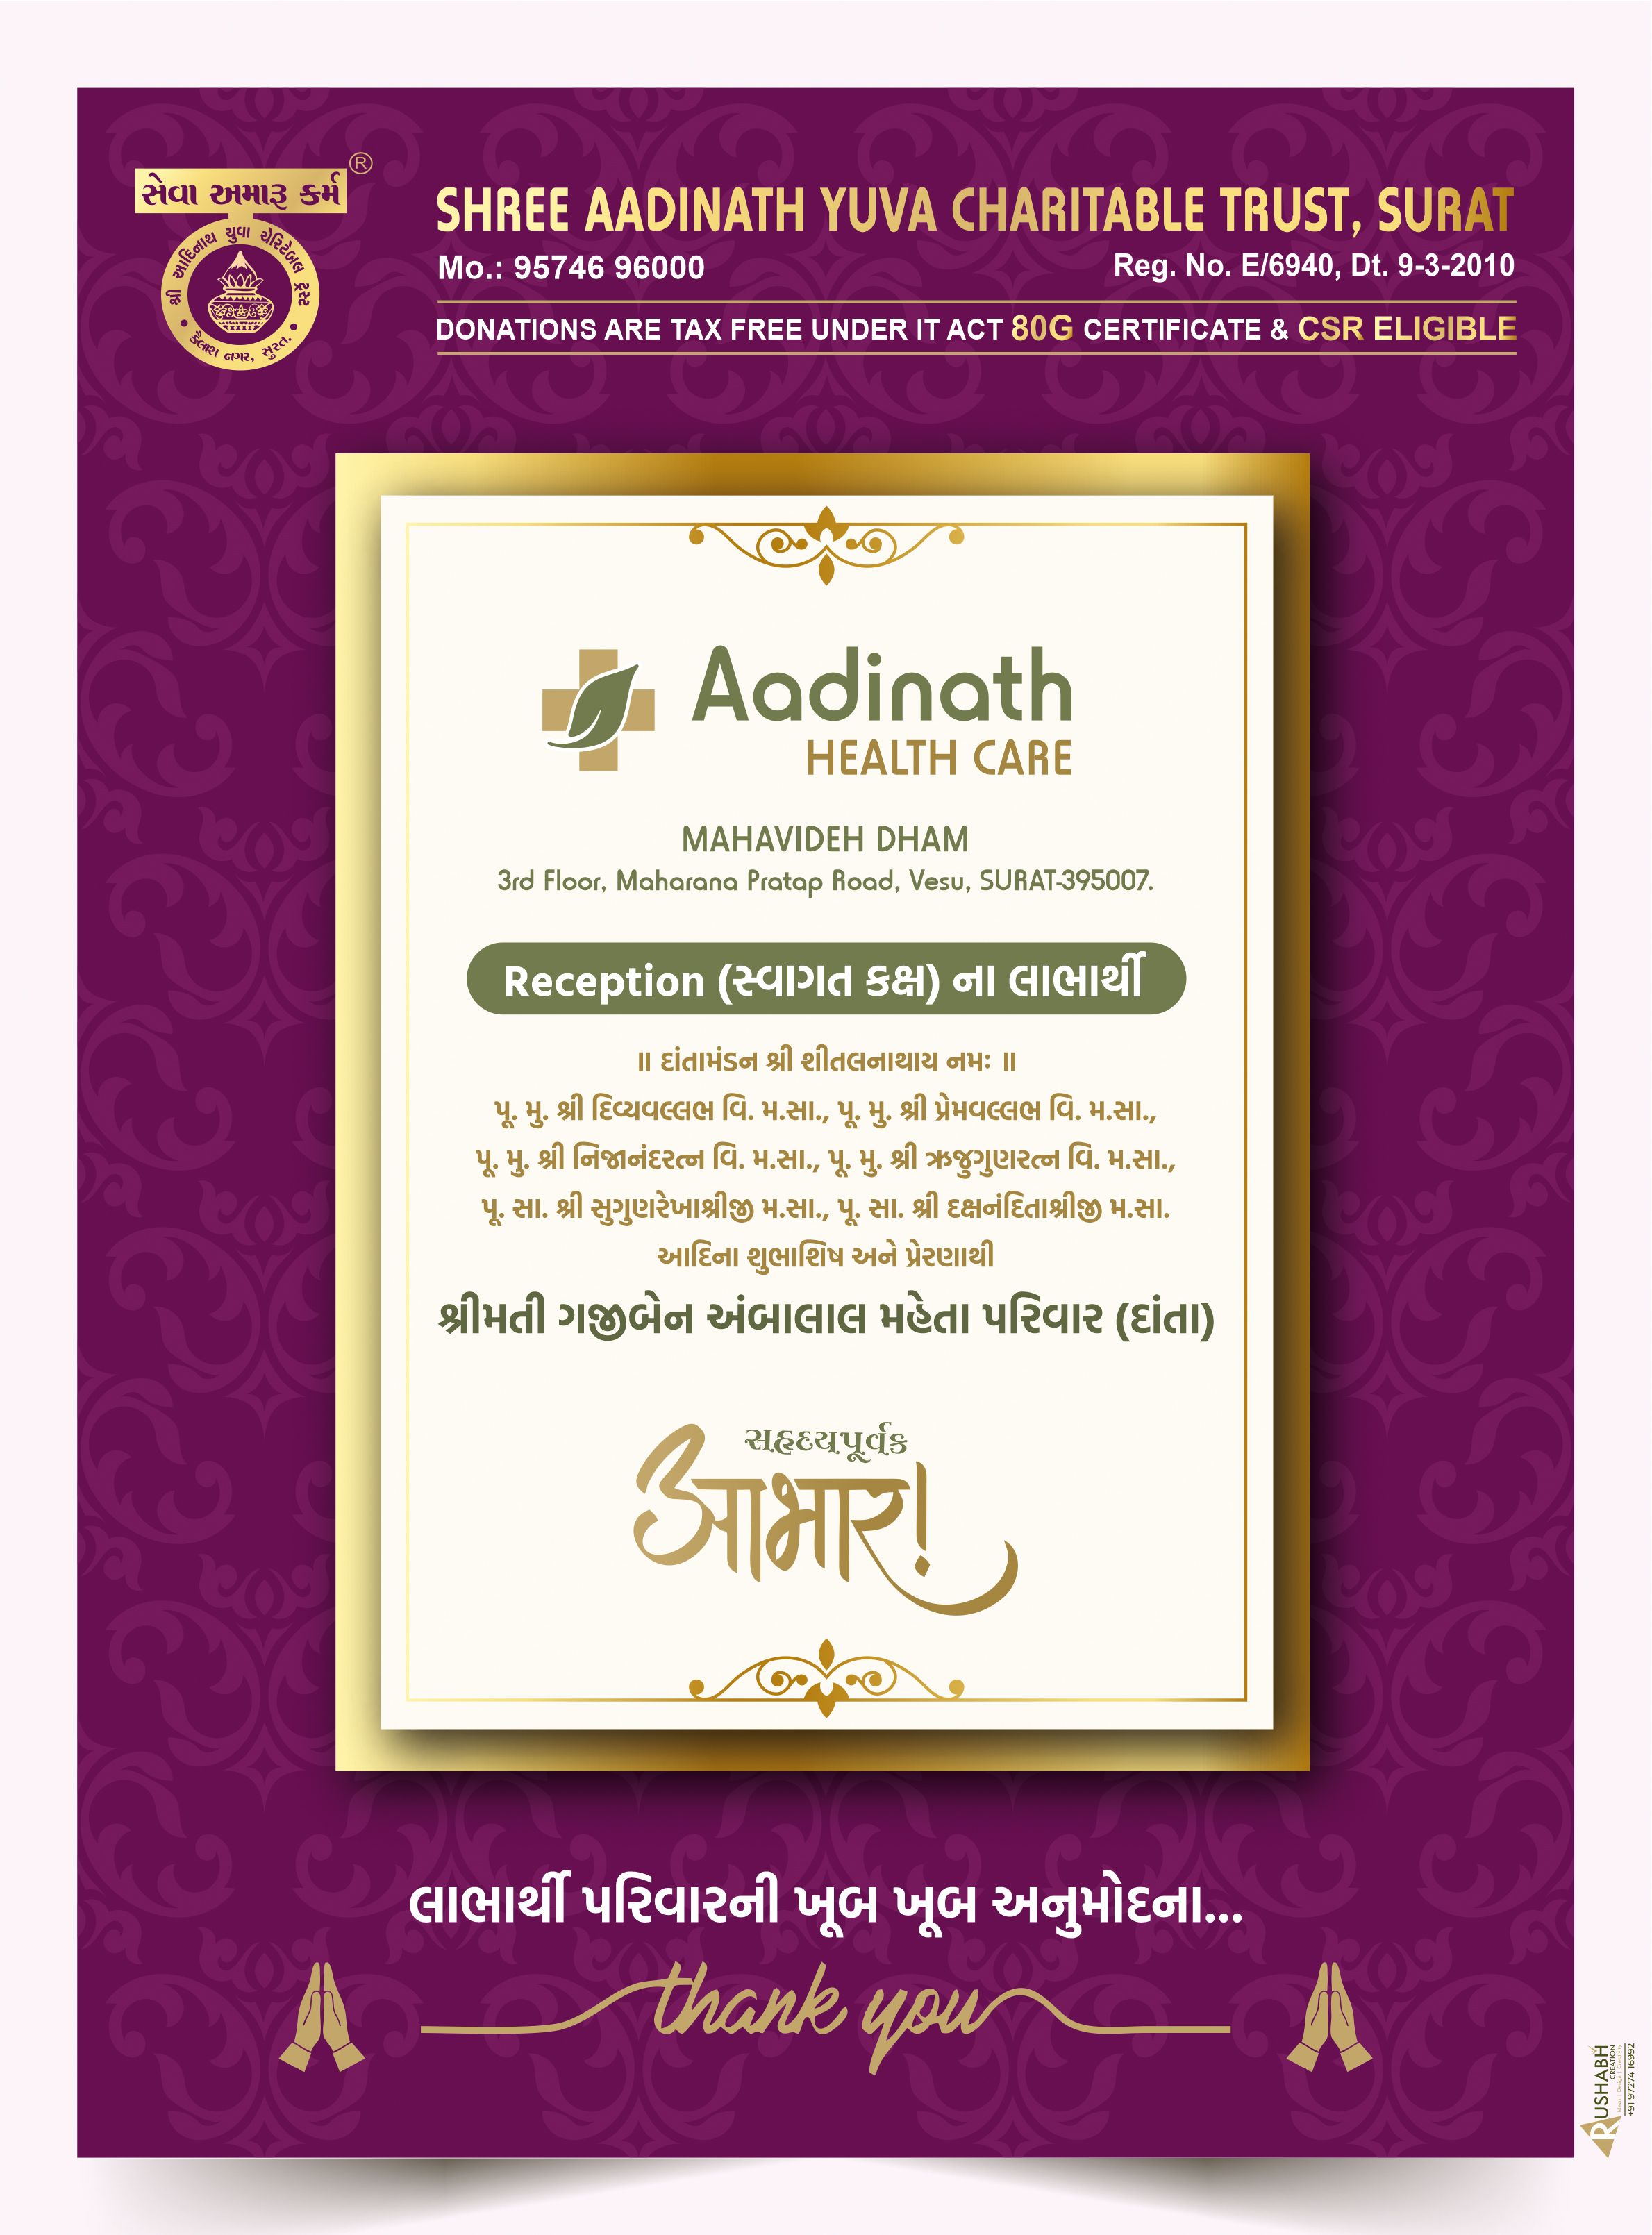 સેવા અમારૂ કર્મ ®
શ્રી આદિનાથ યુવા ચેરિટેબલ ટ્રસ્ટ
કૈલાશ નગર, સુરત.
SHREE AADINATH YUVA CHARITABLE TRUST, SURAT
Mo.: 95746 96000 Reg. No. E/6940, Dt. 9-3-2010
DONATIONS ARE TAX FREE UNDER IT ACT 80G CERTIFICATE & CSR ELIGIBLE
Aadinath
HEALTH CARE
MAHAVIDEH DHAM
3rd Floor, Maharana Pratap Road, Vesu, SURAT-395007.
Reception (સ્વાગત કક્ષ) ના લાભાર્થી
॥ દાંતામંડન શ્રી શીતલનાથાય નમઃ ॥
પૂ. મુ. શ્રી દિવ્યવલ્લભ વિ. મ.સા., પૂ. મુ. શ્રી પ્રેમવલ્લભ વિ. મ.સા.,
પૂ. મુ. શ્રી નિજાનંદરત્ન વિ. મ.સા., પૂ. મુ. શ્રી ઋજુગુણરત્ન વિ. મ.સા.,
પૂ. સા. શ્રી સુગુણરેખાશ્રીજી મ.સા., પૂ. સા. શ્રી દક્ષનંદિતાશ્રીજી મ.સા.
આદિના શુભાશિષ અને પ્રેરણાથી
શ્રીમતી ગજીબેન અંબાલાલ મહેતા પરિવાર (દાંતા)
સહૃદયપૂર્વક
આભાર!
લાભાર્થી પરિવારની ખૂબ ખૂબ અનુમોદના...
thank you
RUSHABH
CREATION
+91 97274 16992